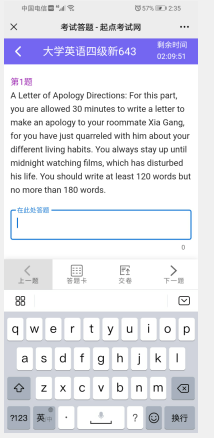 中国电信 57% 2:35
× 考试答题 - 起点考试网 ···
大学英语四级新643 剩余时间
02:09:51
第1题
A Letter of Apology Directions: For this part,
you are allowed 30 minutes to write a letter to
make an apology to your roommate Xia Gang,
for you have just quarreled with him about your
different living habits. You always stay up until
midnight watching films, which has disturbed
his life. You should write at least 120 words but
no more than 180 words.
在此处答题
0
上一题 答题卡 交卷 下一题
q w e r t y u i o p
a s d f g h j k l
z x c v b n m
?123 英/中 · ? 换行